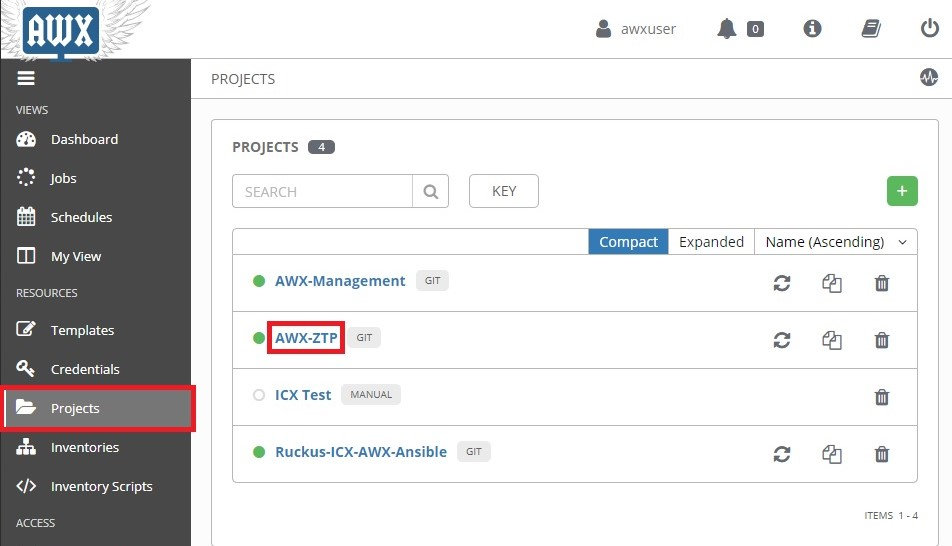 AWX
awxuser
0
PROJECTS
VIEWS
Dashboard
Jobs
Schedules
My View
RESOURCES
Templates
Credentials
Projects
Inventories
Inventory Scripts
ACCESS
PROJECTS 4
SEARCH
KEY
+
Compact Expanded Name (Ascending)
AWX-Management GIT
AWX-ZTP GIT
ICX Test MANUAL
Ruckus-ICX-AWX-Ansible GIT
ITEMS 1 - 4